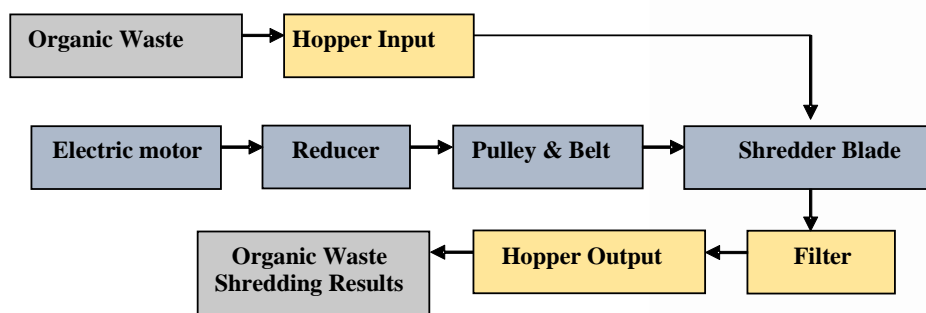 Organic Waste
Hopper Input
Electric motor
Reducer
Pulley & Belt
Shredder Blade
Organic Waste
Shredding Results
Hopper Output
Filter